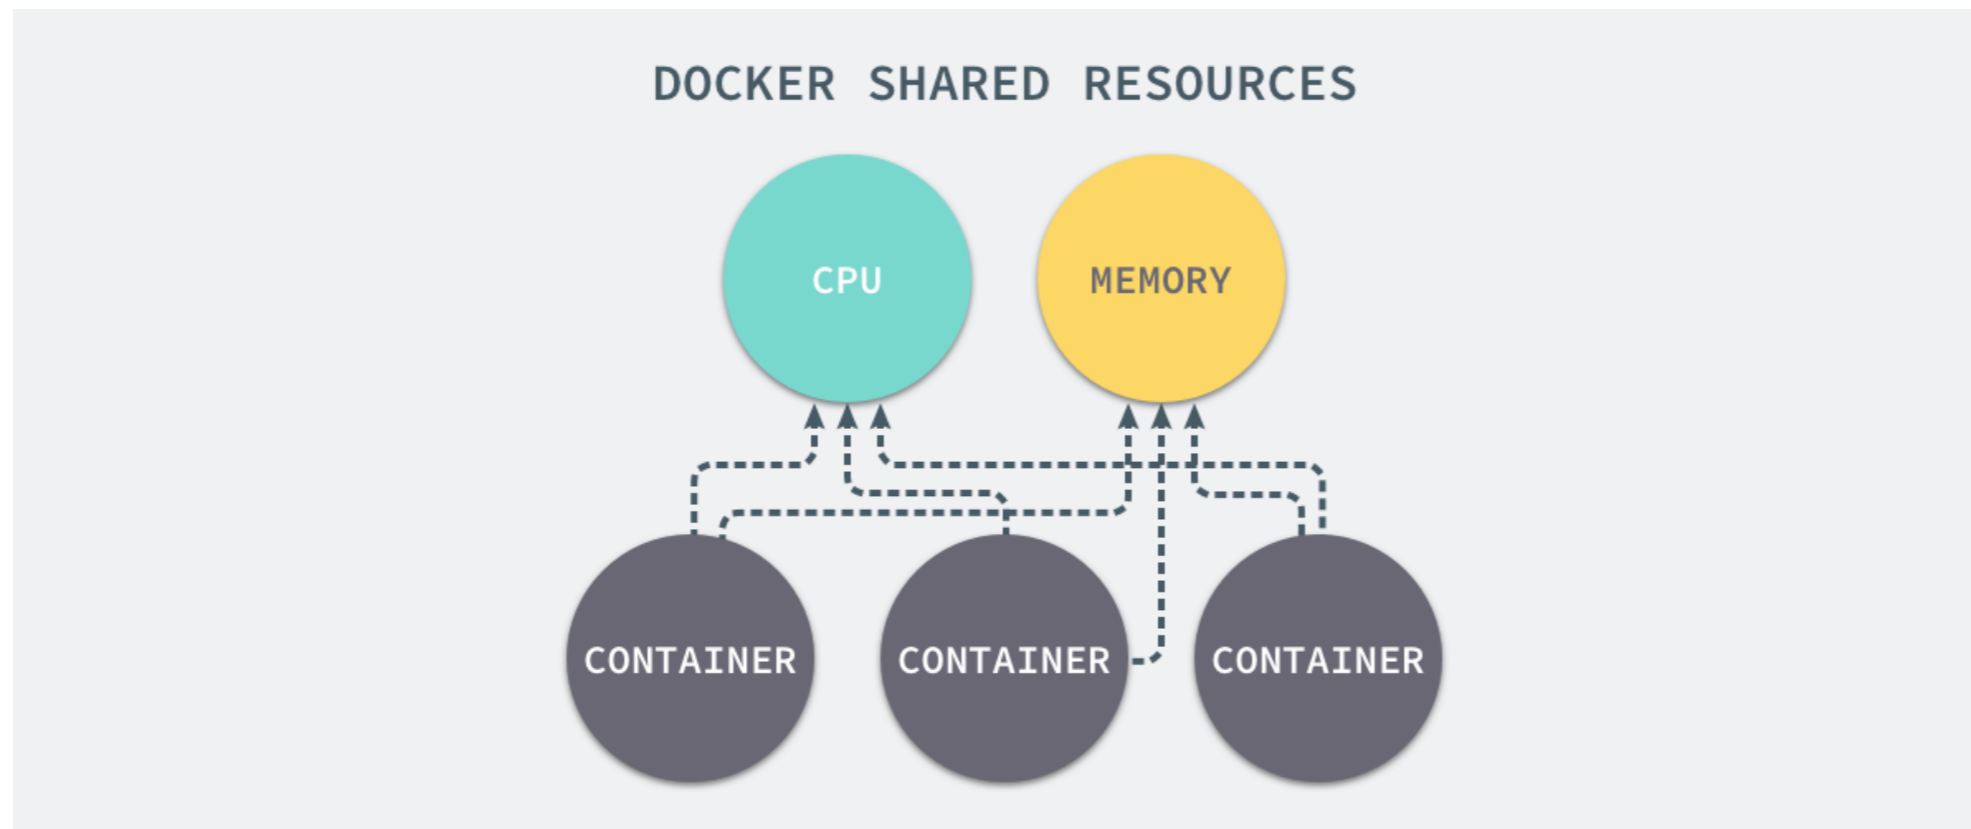 DOCKER SHARED RESOURCES
CPU
MEMORY
CONTAINER
CONTAINER
CONTAINER